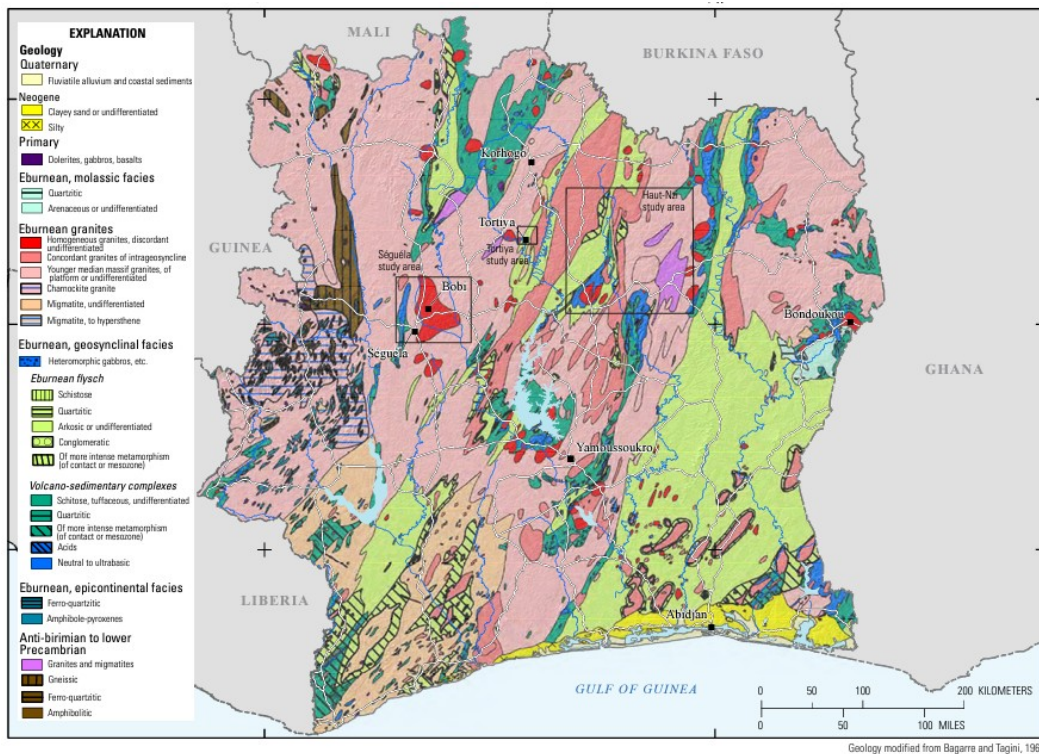 EXPLANATION
Geology
Quaternary
Fluviatile alluvium and coastal sediments
Neogene
Clayey sand or undifferentiated
Silty
Primary
Dolerites, gabbros, basalts
Eburnean, molassic facies
Quartzitic
Arenaceous or undifferentiated
Eburnean granites
Homogeneous granites, discordant
undifferentiated
Concordant granites of intrageosyncline
Younger median massif granites, of
platform or undifferentiated
Charnockite granite
Migmatite, undifferentiated
Migmatite, to hypersthene
Eburnean, geosynclinal facies
Heteromorphic gabbros, etc.
Eburnean flysch
Schistose
Quartzitic
Arkosic or undifferentiated
Conglomeratic
Of more intense metamorphism
(of contact or mesozone)
Volcano-sedimentary complexes
Schitose, tuffaceous, undifferentiated
Quartzitic
Of more intense metamorphism
(of contact or mesozone)
Acids
Neutral to ultrabasic
Eburnean, epicontinental facies
Ferro-quartzitic
Amphibole-pyroxenes
Anti-birimian to lower
Precambrian
Granites and migmatites
Gneissic
Ferro-quartzitic
Amphibolitic
MALI
BURKINA FASO
GUINEA
GHANA
LIBERIA
GULF OF GUINEA
Korhogo
Haut-Nzi
study area
Tortiya
Tortiya
study area
Séguéla
study area
Bobi
Séguéla
Bondoukou
Yamoussoukro
Abidjan
0 50 100 200 KILOMETERS
0 50 100 MILES
Geology modified from Bagarre and Tagini, 196